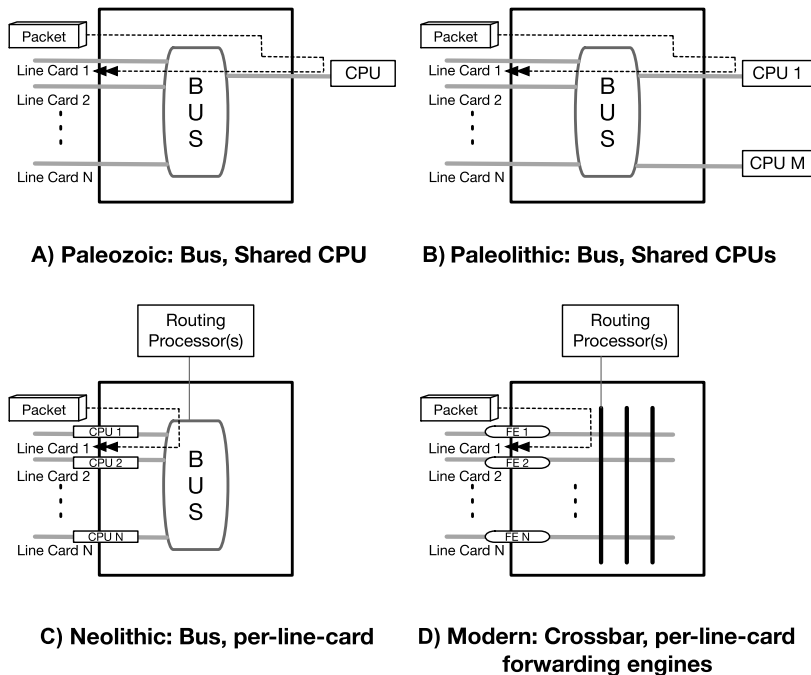 Packet
Line Card 1
Line Card 2
Line Card N
B
U
S
CPU
A) Paleozoic: Bus, Shared CPU
Packet
Line Card 1
Line Card 2
Line Card N
B
U
S
CPU 1
CPU M
B) Paleolithic: Bus, Shared CPUs
Routing
Processor(s)
Packet
CPU 1
Line Card 1
CPU 2
Line Card 2
CPU N
Line Card N
B
U
S
C) Neolithic: Bus, per-line-card
Routing
Processor(s)
Packet
FE 1
Line Card 1
FE 2
Line Card 2
FE N
Line Card N
D) Modern: Crossbar, per-line-card
forwarding engines